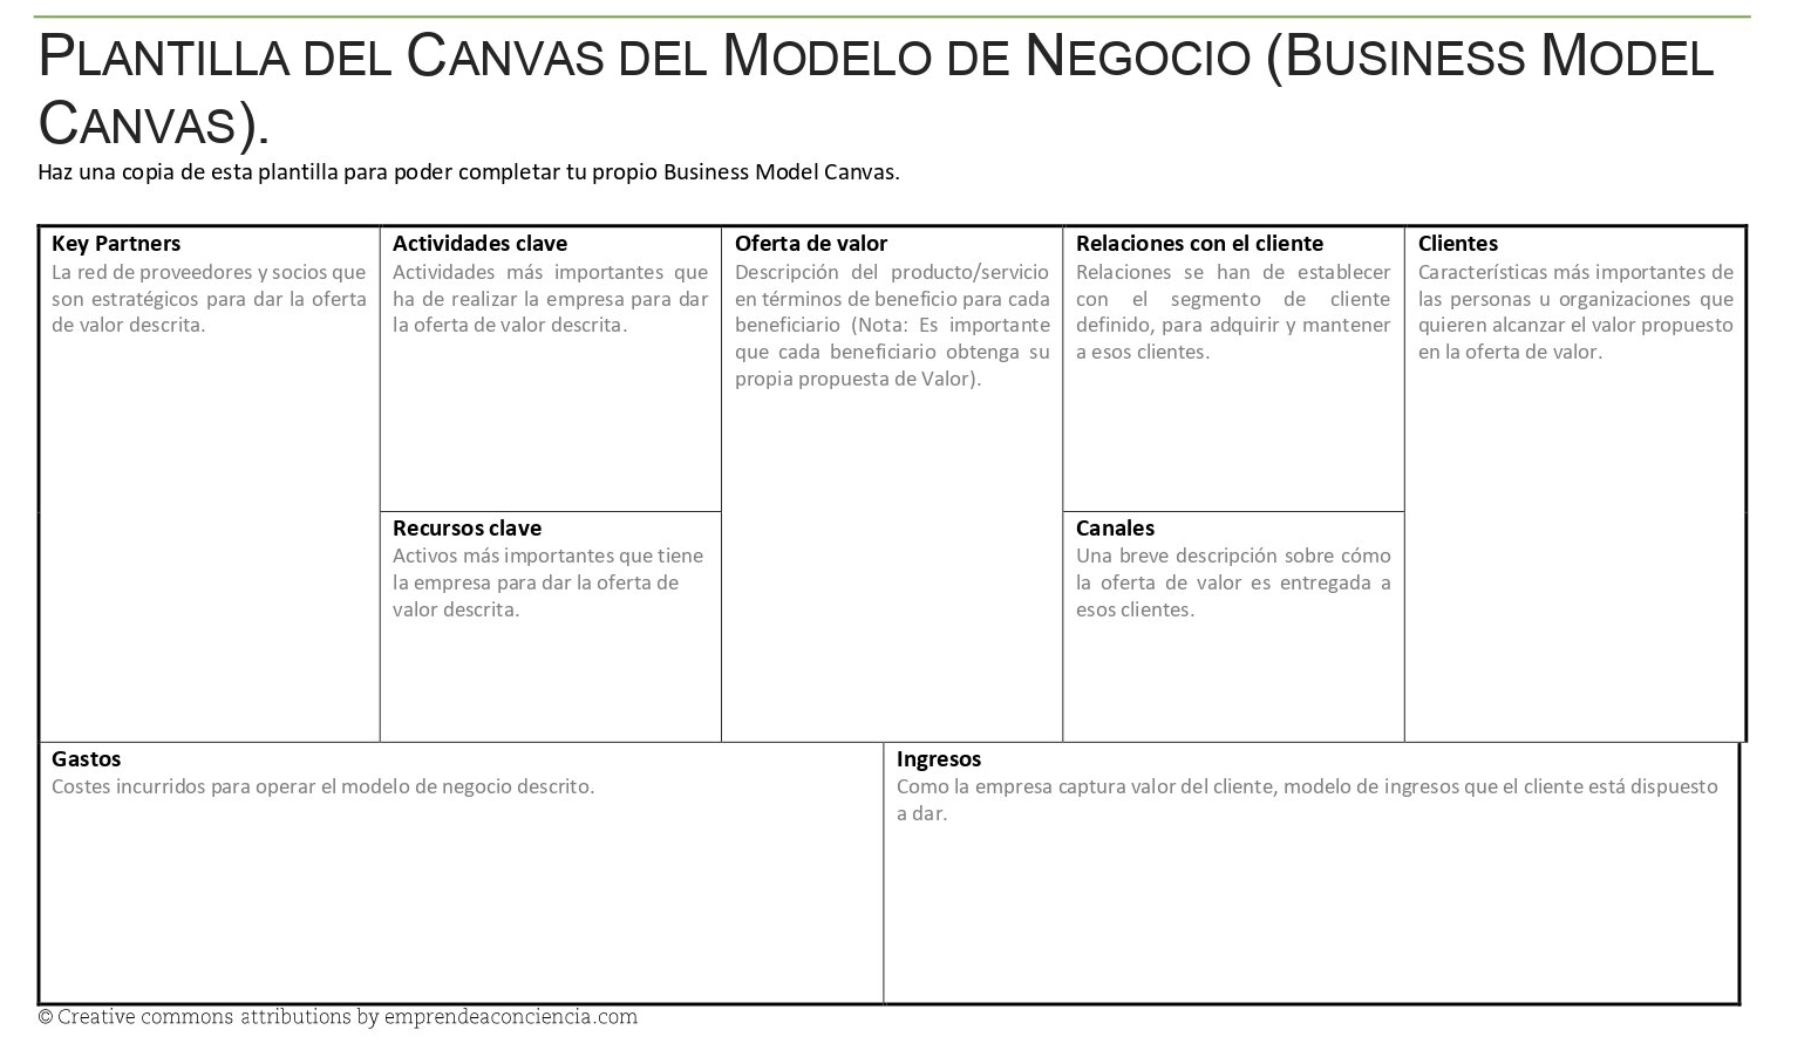 PLANTILLA DEL CANVAS DEL MODELO DE NEGOCIO (BUSINESS MODEL
CANVAS).
Haz una copia de esta plantilla para poder completar tu propio Business Model Canvas.
Key Partners
La red de proveedores y socios que
son estratégicos para dar la oferta
de valor descrita.
Actividades clave
Actividades más importantes que
ha de realizar la empresa para dar
la oferta de valor descrita.
Recursos clave
Activos más importantes que tiene
la empresa para dar la oferta de
valor descrita.
Oferta de valor
Descripción del producto/servicio
en términos de beneficio para cada
beneficiario (Nota: Es importante
que cada beneficiario obtenga su
propia propuesta de Valor).
Relaciones con el cliente
Relaciones se han de establecer
con el segmento de cliente
definido, para adquirir y mantener
a esos clientes.
Canales
Una breve descripción sobre cómo
la oferta de valor es entregada a
esos clientes.
Clientes
Características más importantes de
las personas u organizaciones que
quieren alcanzar el valor propuesto
en la oferta de valor.
Gastos
Costes incurridos para operar el modelo de negocio descrito.
Ingresos
Como la empresa captura valor del cliente, modelo de ingresos que el cliente está dispuesto
a dar.
© Creative commons attributions by emprendeaconciencia.com